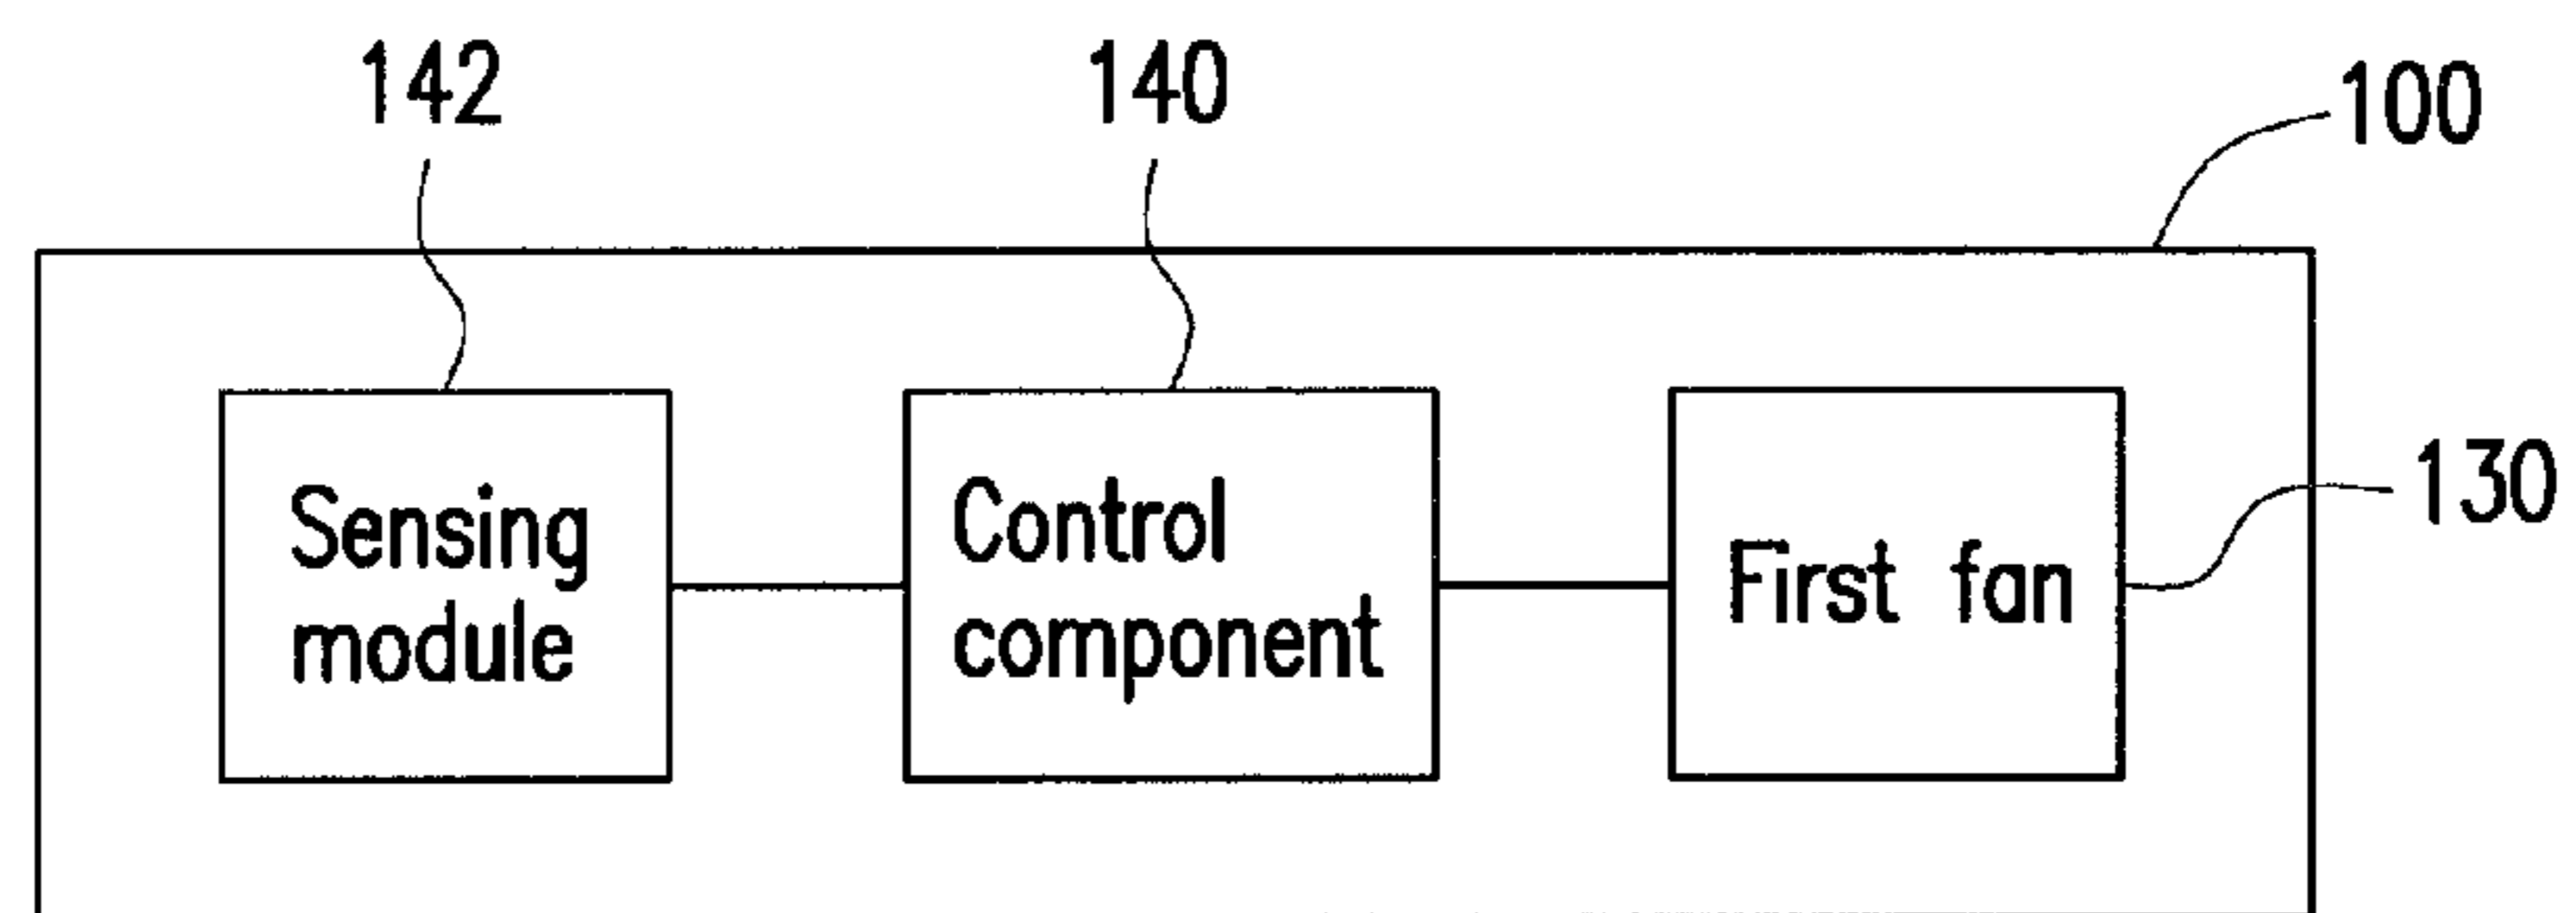 142
140
100
130
Sensing
module
Control
component
First fan